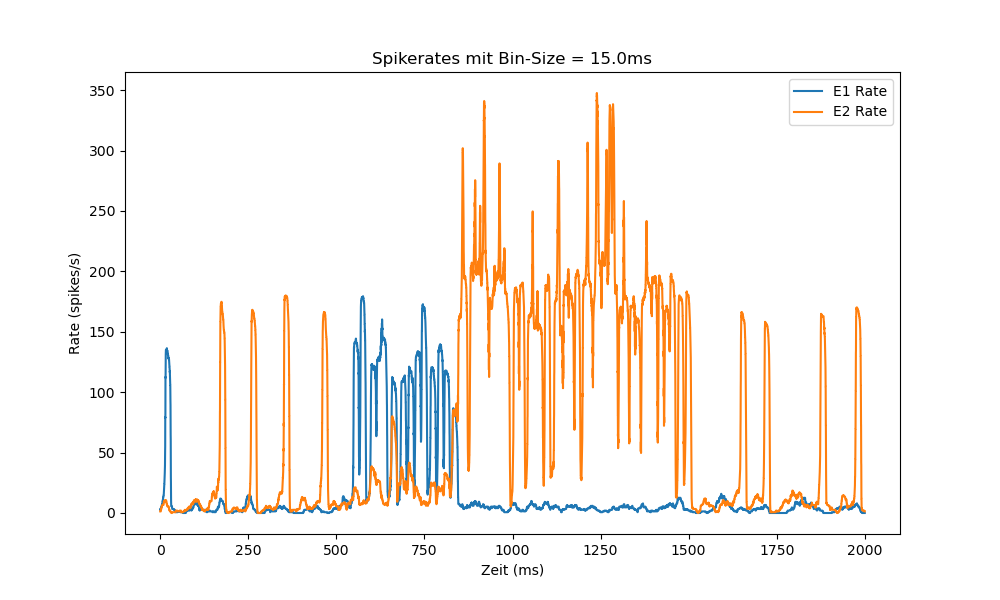 Spikerates mit Bin-Size = 15.0ms
E1 Rate
E2 Rate
Rate (spikes/s)
350
300
250
200
150
100
50
0
0 250 500 750 1000 1250 1500 1750 2000
Zeit (ms)